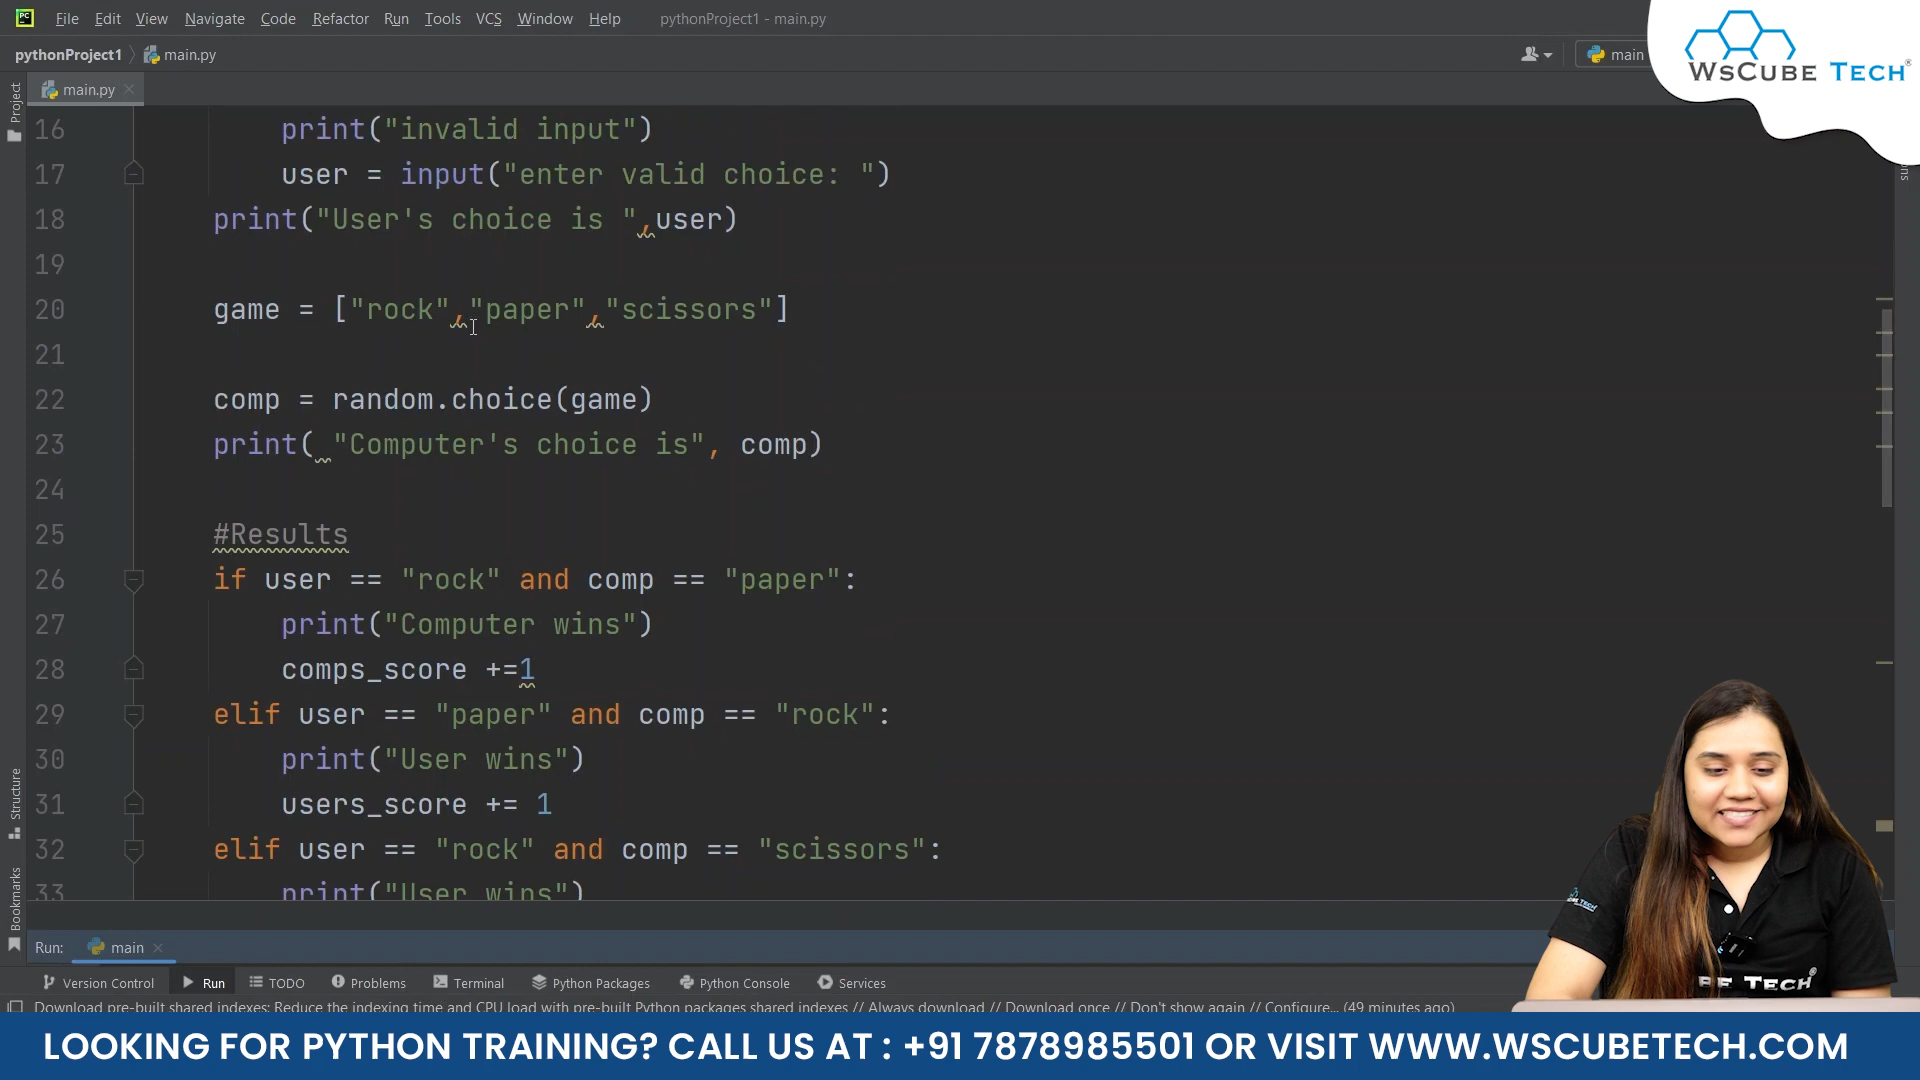 File Edit View Navigate Code Refactor Run Tools VCS Window Help pythonProject1 - main.py
pythonProject1 main.py main
WsCube Tech®
main.py
Project
16 print("invalid input")
17 user = input("enter valid choice: ")
18 print("User's choice is ",user)
19
20 game = ["rock","paper","scissors"]
21
22 comp = random.choice(game)
23 print( "Computer's choice is", comp)
24
25 #Results
26 if user == "rock" and comp == "paper":
27 print("Computer wins")
28 comps_score +=1
29 elif user == "paper" and comp == "rock":
30 print("User wins")
31 users_score += 1
32 elif user == "rock" and comp == "scissors":
33 print("User wins")
Structure
Bookmarks
Run: main
Version Control Run TODO Problems Terminal Python Packages Python Console Services
Download pre-built shared indexes: Reduce the indexing time and CPU load with pre-built Python packages shared indexes // Always download // Download once // Don't show again // Configure... (49 minutes ago)
BE TECH®
LOOKING FOR PYTHON TRAINING? CALL US AT : +91 7878985501 OR VISIT WWW.WSCUBETECH.COM